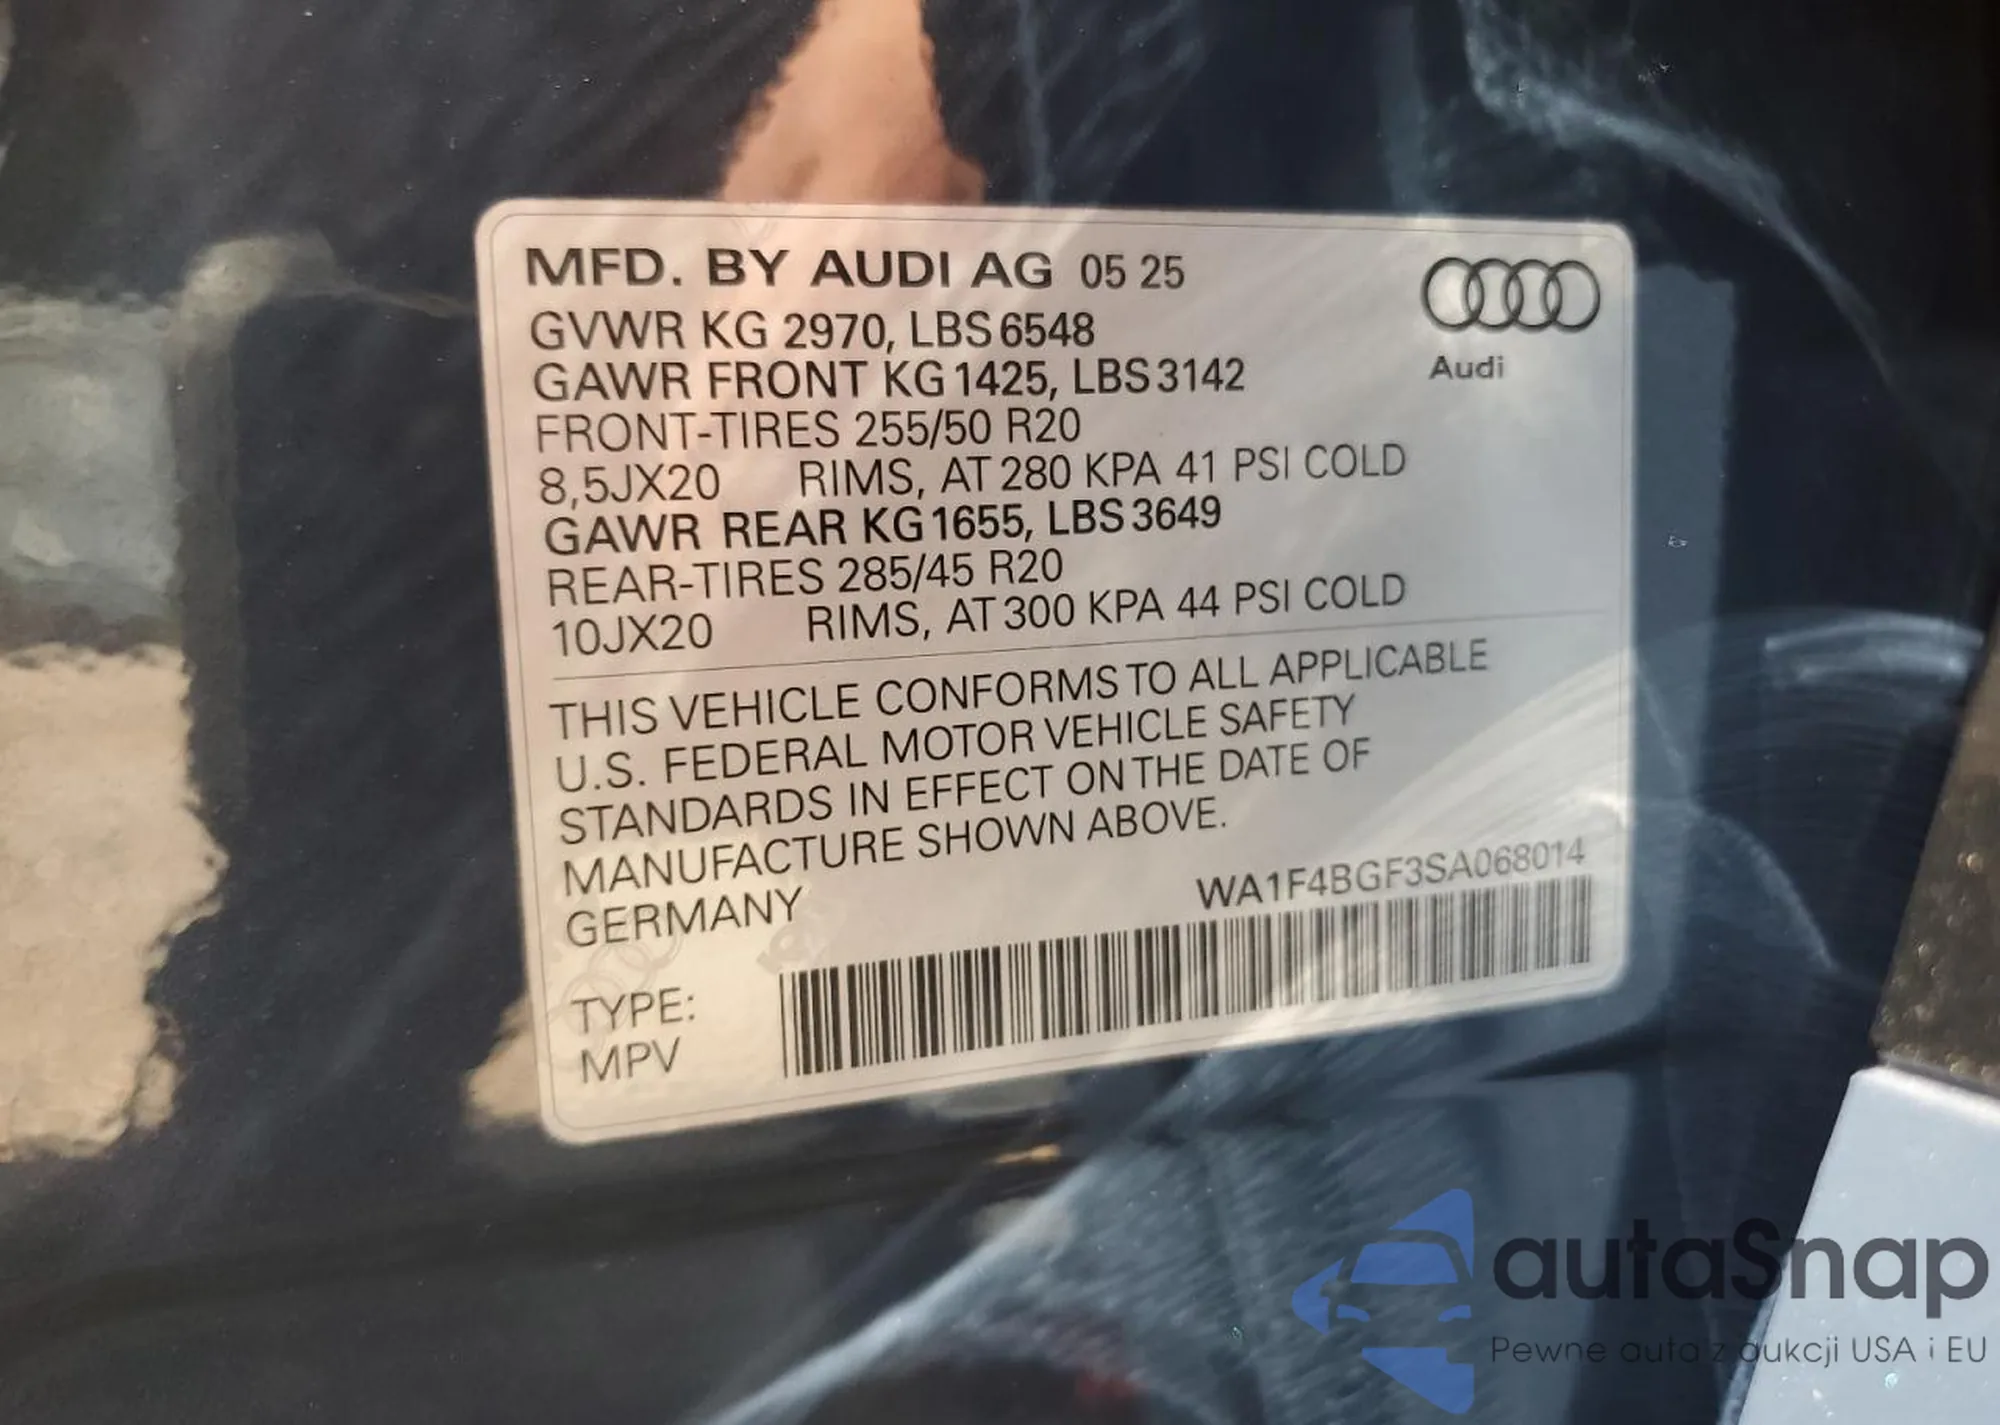 MFD. BY AUDI AG 05 25
GVWR KG 2970, LBS 6548
GAWR FRONT KG 1425, LBS 3142
FRONT-TIRES 255/50 R20
8,5JX20 RIMS, AT 280 KPA 41 PSI COLD
GAWR REAR KG 1655, LBS 3649
REAR-TIRES 285/45 R20
10JX20 RIMS, AT 300 KPA 44 PSI COLD
Audi
THIS VEHICLE CONFORMS TO ALL APPLICABLE
U.S. FEDERAL MOTOR VEHICLE SAFETY
STANDARDS IN EFFECT ON THE DATE OF
MANUFACTURE SHOWN ABOVE.
GERMANY
WA1F4BGF3SA068014
TYPE:
MPV
autaSnap
Pewne auta z aukcji USA i EU